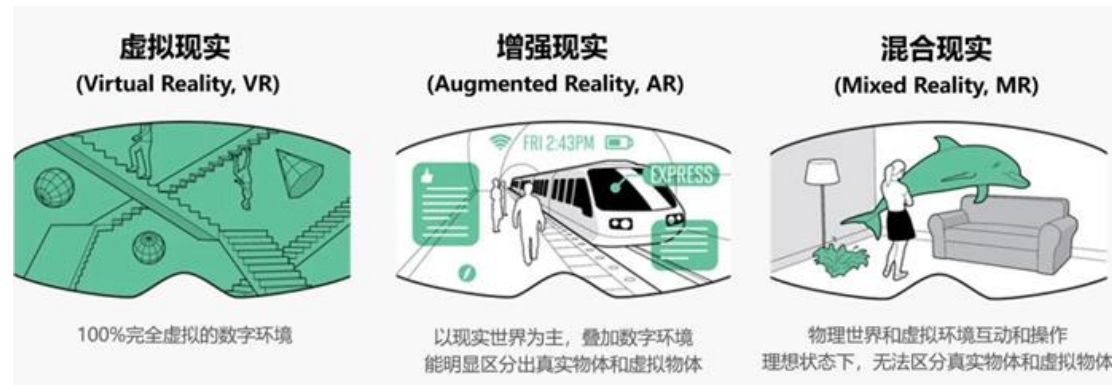 虚拟现实
(Virtual Reality, VR)
100%完全虚拟的数字环境
增强现实
(Augmented Reality, AR)
FRI 2:43PM
EXPRESS
以现实世界为主，叠加数字环境
能明显区分出真实物体和虚拟物体
混合现实
(Mixed Reality, MR)
物理世界和虚拟环境互动和操作
理想状态下，无法区分真实物体和虚拟物体